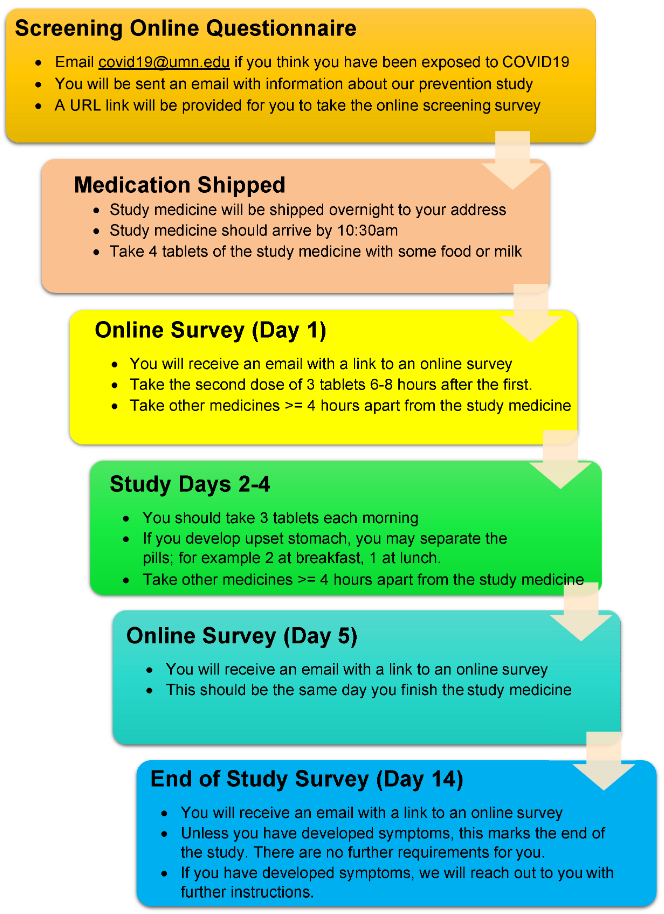 Screening Online Questionnaire
• Email covid19@umn.edu if you think you have been exposed to COVID19
• You will be sent an email with information about our prevention study
• A URL link will be provided for you to take the online screening survey
Medication Shipped
• Study medicine will be shipped overnight to your address
• Study medicine should arrive by 10:30am
• Take 4 tablets of the study medicine with some food or milk
Online Survey (Day 1)
• You will receive an email with a link to an online survey
• Take the second dose of 3 tablets 6-8 hours after the first.
• Take other medicines >= 4 hours apart from the study medicine
Study Days 2-4
• You should take 3 tablets each morning
• If you develop upset stomach, you may separate the
pills; for example 2 at breakfast, 1 at lunch.
• Take other medicines >= 4 hours apart from the study medicine
Online Survey (Day 5)
• You will receive an email with a link to an online survey
• This should be the same day you finish the study medicine
End of Study Survey (Day 14)
• You will receive an email with a link to an online survey
• Unless you have developed symptoms, this marks the end of
the study. There are no further requirements for you.
• If you have developed symptoms, we will reach out to you with
further instructions.